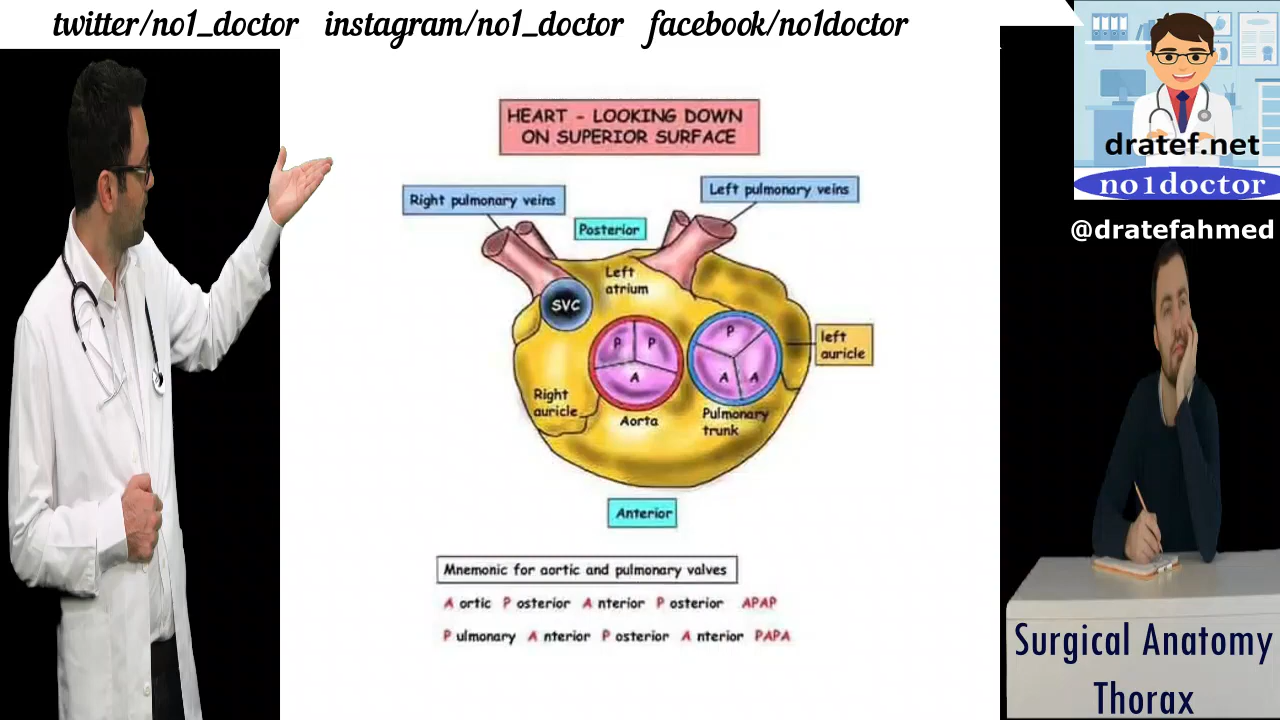 twitter/no1_doctor instagram/no1_doctor facebook/no1doctor
dratef.net
no1doctor
@dratefahmed
HEART - LOOKING DOWN
ON SUPERIOR SURFACE
Right pulmonary veins
Left pulmonary veins
Posterior
Left
atrium
SVC
P P
A
P
A A
left
auricle
Right
auricle
Aorta
Pulmonary
trunk
Anterior
Mnemonic for aortic and pulmonary valves
A ortic P osterior A nterior P osterior APAP
P ulmonary A nterior P osterior A nterior PAPA
Surgical Anatomy
Thorax